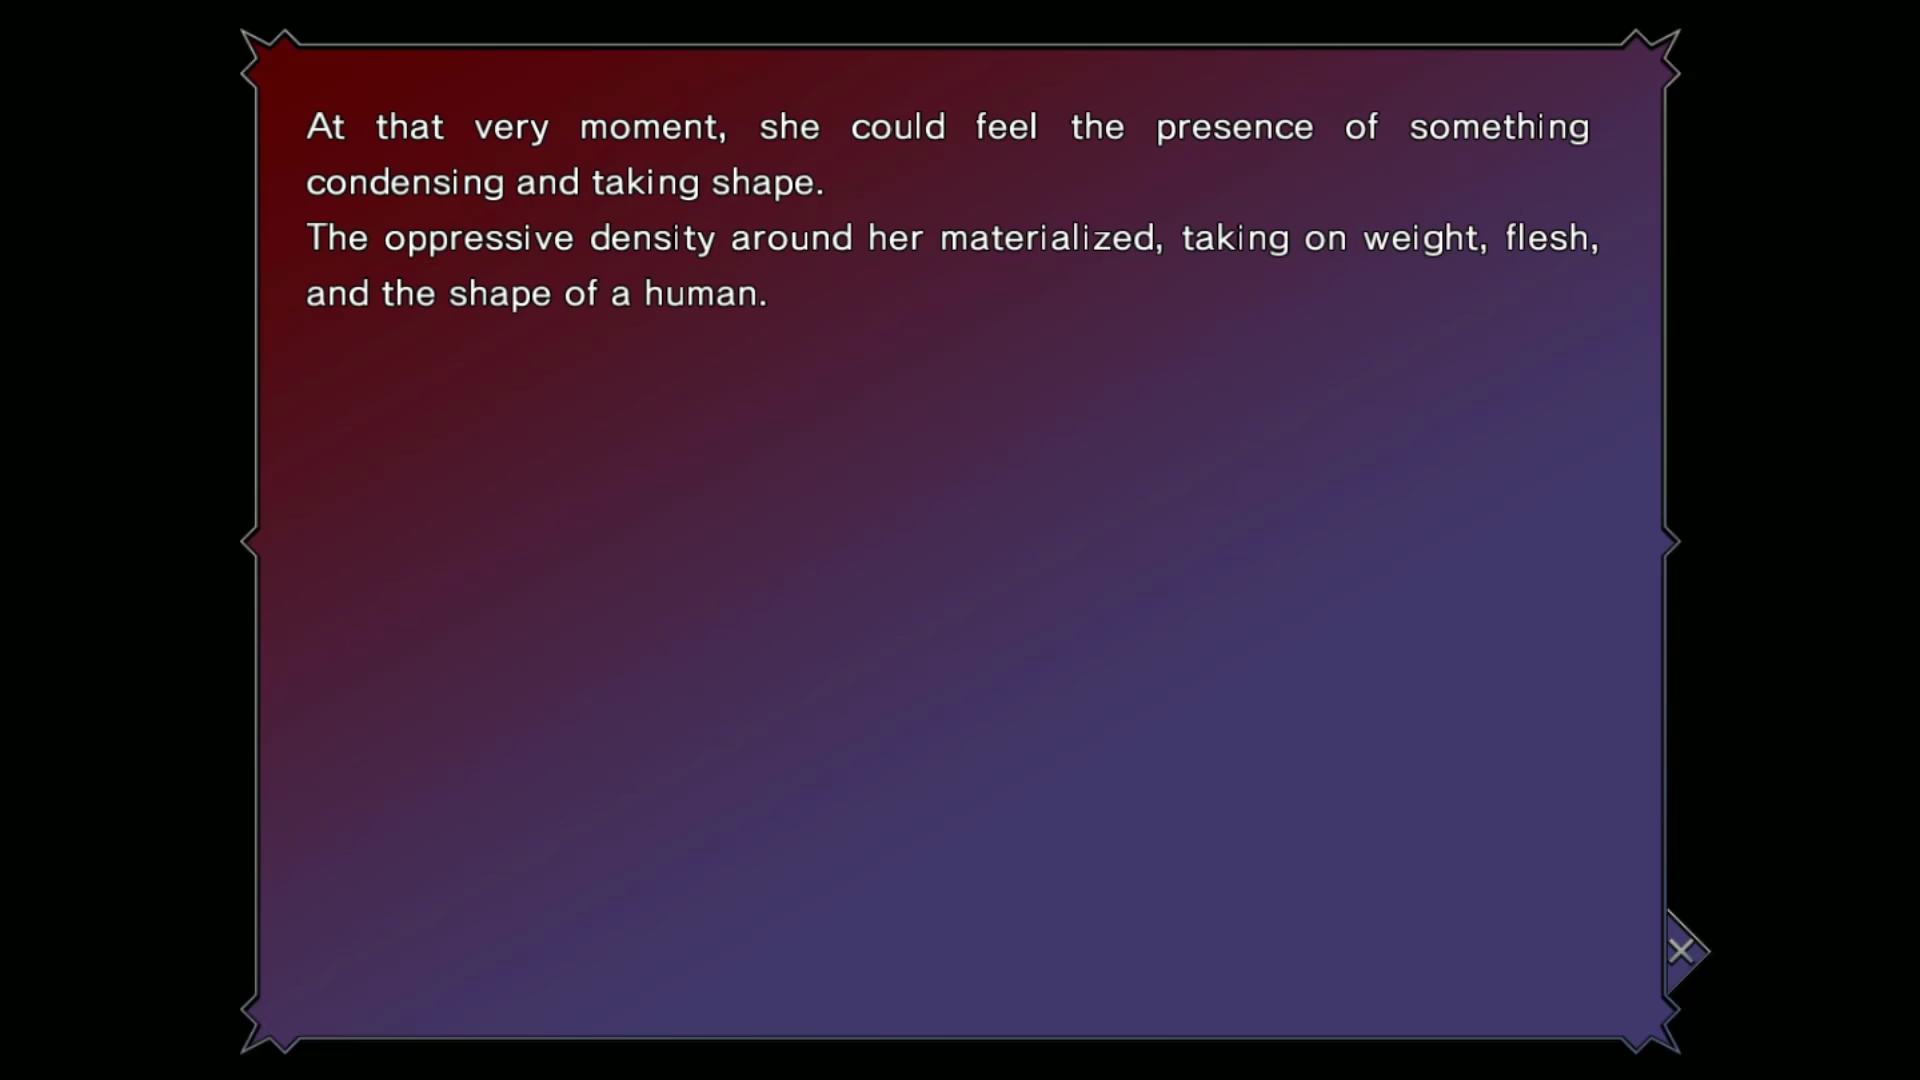 At that very moment, she could feel the presence of something
condensing and taking shape.
The oppressive density around her materialized, taking on weight, flesh,
and the shape of a human.